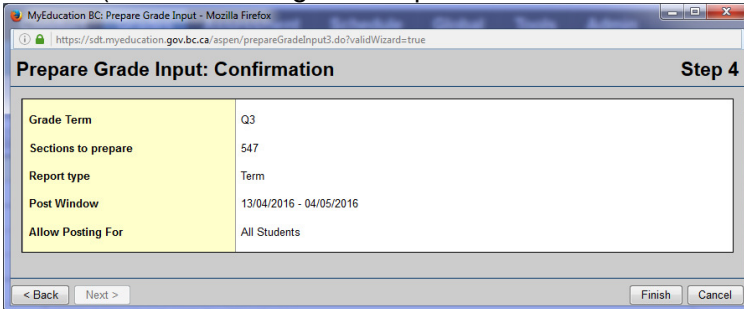 MyEducation BC: Prepare Grade Input - Mozilla Firefox
https://sdt.myeducation.gov.bc.ca/aspen/prepareGradeInput3.do?validWizard=true
Prepare Grade Input: Confirmation Step 4
Grade Term Q3
Sections to prepare 547
Report type Term
Post Window 13/04/2016 - 04/05/2016
Allow Posting For All Students
< Back Next > Finish Cancel